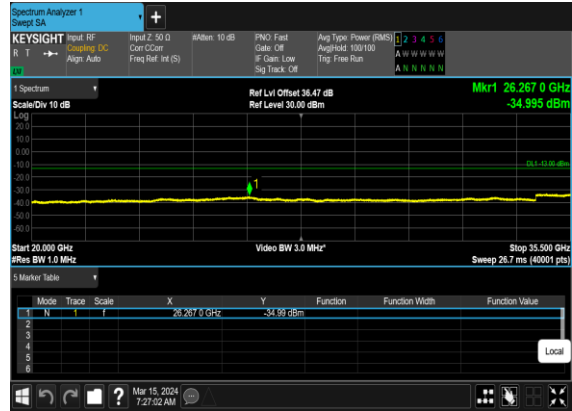 Spectrum Analyzer 1
Swept SA
+
KEYSIGHT Input: RF Input Z: 50 Ω #Atten: 10 dB PNO: Fast Avg Type: Power (RMS) 1 2 3 4 5 6
R T Coupling: DC Corr CCorr Gate: Off Avg|Hold: 100/100 A W W W W W
Align: Auto Freq Ref: Int (S) IF Gain: Low Trig: Free Run
Sig Track: Off A N N N N N
1 Spectrum Ref Lvl Offset 36.47 dB Mkr1 26.267 0 GHz
Scale/Div 10 dB Ref Level 30.00 dBm -34.995 dBm
Log
20.0
10.0
0.00
-10.0 DL1 -13.00 dBm
-20.0
-30.0 1
-40.0
-50.0
-60.0
Start 20.000 GHz Video BW 3.0 MHz* Stop 35.500 GHz
#Res BW 1.0 MHz Sweep 26.7 ms (40001 pts)
5 Marker Table
Mode Trace Scale X Y Function Function Width Function Value
1 N 1 f 26.267 0 GHz -34.99 dBm
2
3
4
5
6
Local
? Mar 15, 2024
7:27:02 AM